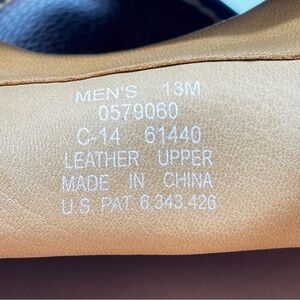 MEN'S 13M
0579060
C-14 61440
LEATHER UPPER
MADE IN CHINA
U.S PAT 6,343,426